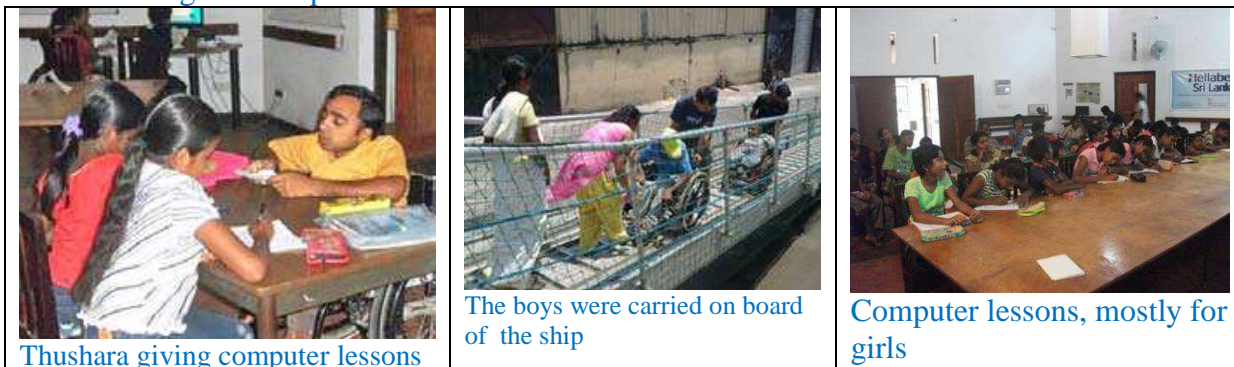 Thushara giving computer lessons
The boys were carried on board
of the ship
Hellabe
Sri Lank
Computer lessons, mostly for
girls